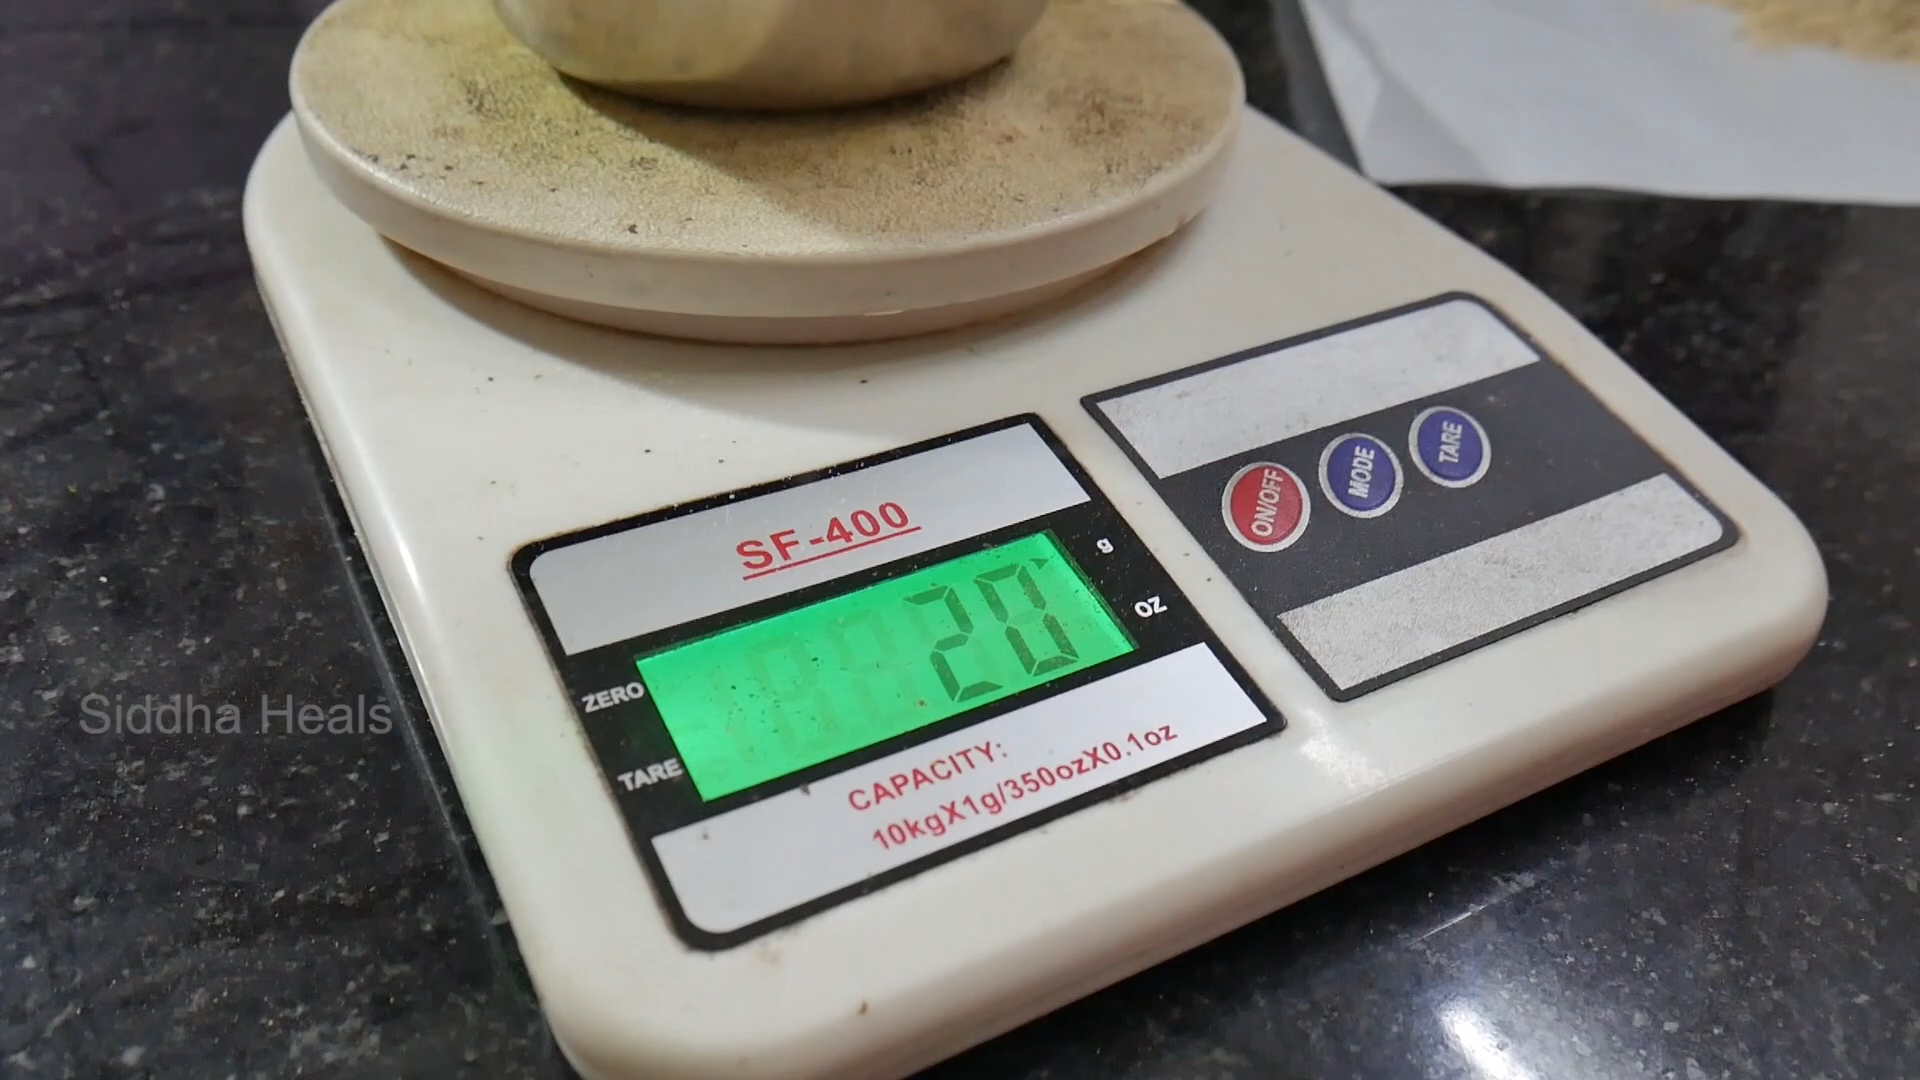 SF-400
20
g
OZ
ZERO
TARE
CAPACITY:
10kgX1g/350ozX0.1oz
ON/OFF
MODE
TARE
Siddha Heals